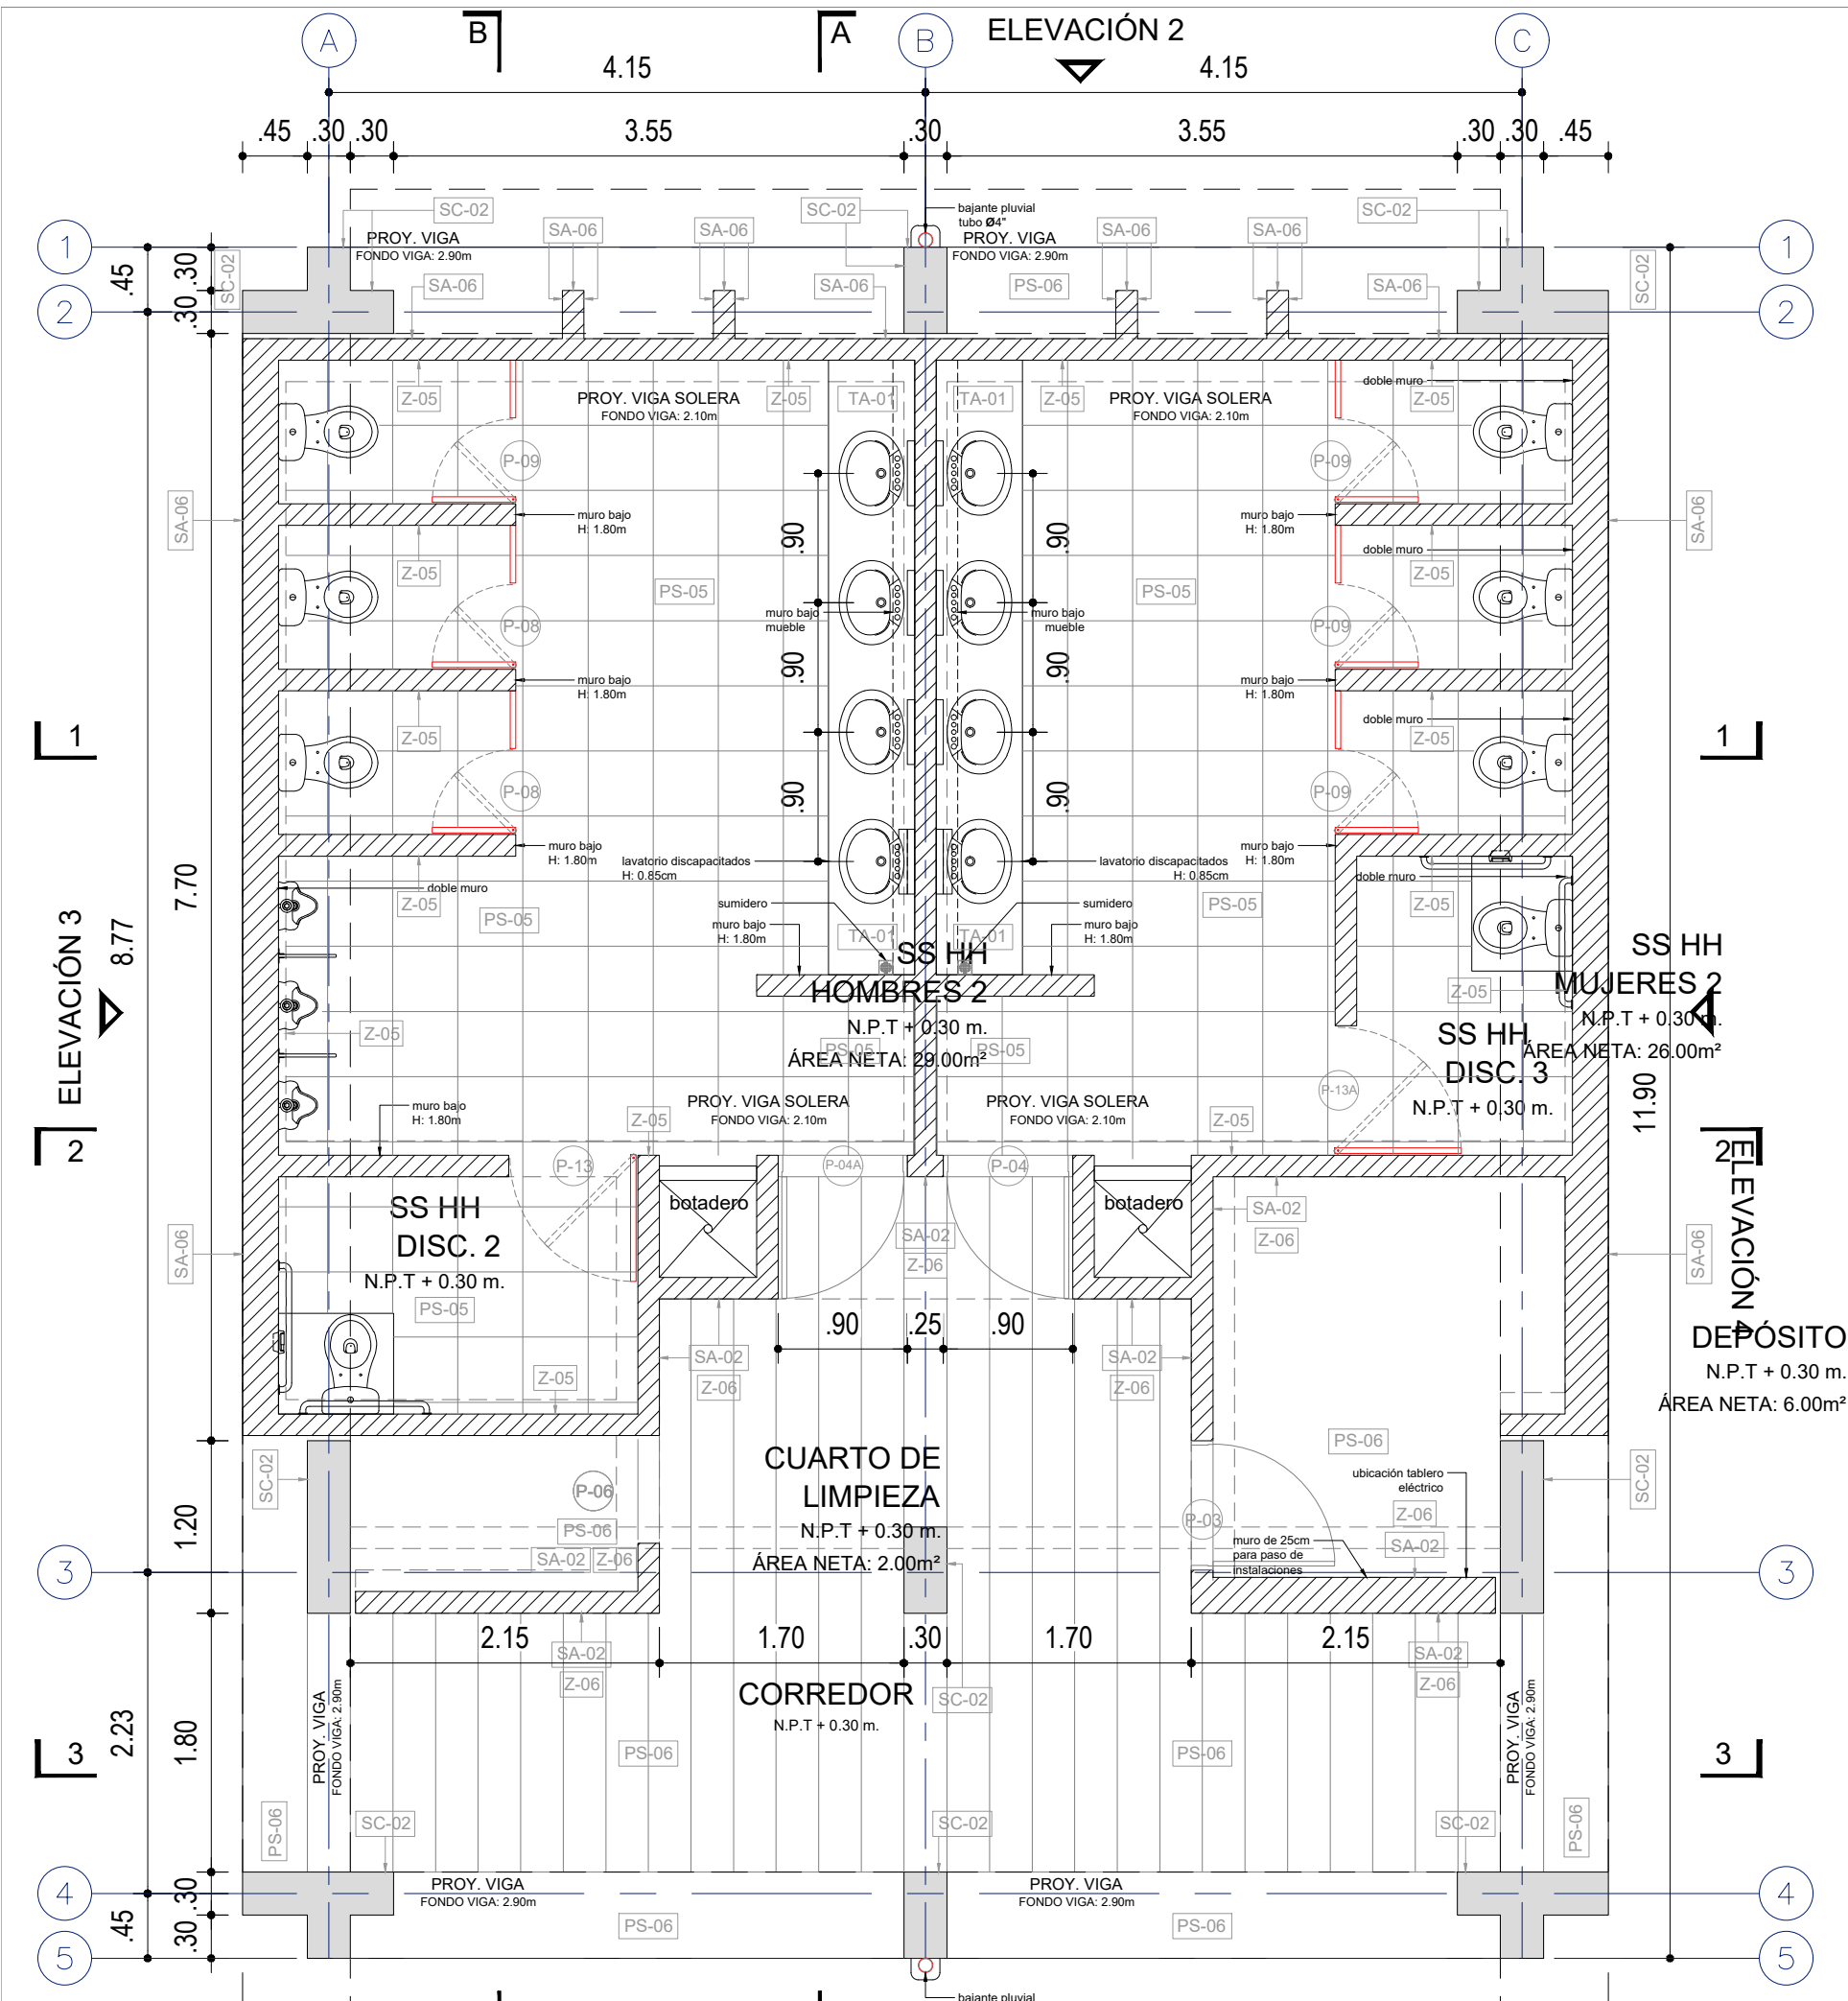 A
B
A
B
ELEVACIÓN 2
C
4.15
4.15
.45
.30
.30
3.55
.30
3.55
.30
.30
.45
SC-02
SC-02
bajante pluvial
tubo Ø4"
SC-02
1
PROY. VIGA
FONDO VIGA: 2.90m
SA-06
SA-06
PROY. VIGA
FONDO VIGA: 2.90m
SA-06
SA-06
1
.45
.30
.30
SC-02
SA-06
SA-06
PS-06
SA-06
SC-02
2
2
Z-05
PROY. VIGA SOLERA
FONDO VIGA: 2.10m
Z-05
TA-01
TA-01
Z-05
PROY. VIGA SOLERA
FONDO VIGA: 2.10m
doble muro
Z-05
P-09
P-09
SA-06
muro bajo
H: 1.80m
.90
.90
muro bajo
H: 1.80m
SA-06
doble muro
Z-05
PS-05
PS-05
Z-05
P-08
muro bajo
mueble
muro bajo
mueble
P-09
muro bajo
H: 1.80m
.90
.90
muro bajo
H: 1.80m
1
Z-05
doble muro
Z-05
1
P-08
.90
.90
P-09
muro bajo
H: 1.80m
lavatorio discapacitados
H: 0.85cm
lavatorio discapacitados
H: 0.85cm
muro bajo
H: 1.80m
7.70
8.77
ELEVACIÓN 3
doble muro
Z-05
PS-05
sumidero
muro bajo
H: 1.80m
sumidero
muro bajo
H: 1.80m
PS-05
doble muro
Z-05
TA-01
TA-01
SS HH
HOMBRES 2
N.P.T + 0.30 m.
ÁREA NETA: 29.00m²
PS-05
PS-05
Z-05
Z-05
SS HH
MUJERES 2
N.P.T + 0.30 m.
ÁREA NETA: 26.00m²
SS HH
DISC. 3
N.P.T + 0.30 m.
P-13A
11.90
muro bajo
H: 1.80m
Z-05
PROY. VIGA SOLERA
FONDO VIGA: 2.10m
PROY. VIGA SOLERA
FONDO VIGA: 2.10m
Z-05
2
2
P-13
P-04A
P-04
ELEVACIÓN 4
SS HH
DISC. 2
N.P.T + 0.30 m.
PS-05
botadero
botadero
SA-02
Z-06
SA-02
Z-06
SA-06
SA-06
.90
.25
.90
SA-02
Z-06
SA-02
Z-06
Z-05
DEPÓSITO
N.P.T + 0.30 m.
ÁREA NETA: 6.00m²
SC-02
CUARTO DE
LIMPIEZA
N.P.T + 0.30 m.
ÁREA NETA: 2.00m²
PS-06
ubicación tablero
eléctrico
SC-02
1.20
P-06
PS-06
SA-02
Z-06
P-03
Z-06
SA-02
muro de 25cm
para paso de
instalaciones
3
3
2.15
1.70
.30
1.70
2.15
SA-02
Z-06
SA-02
Z-06
CORREDOR
N.P.T + 0.30 m.
SC-02
2.23
1.80
PROY. VIGA
FONDO VIGA: 2.90m
PROY. VIGA
FONDO VIGA: 2.90m
3
PS-06
PS-06
3
PS-06
SC-02
SC-02
SC-02
PS-06
4
.30
PROY. VIGA
FONDO VIGA: 2.90m
PROY. VIGA
FONDO VIGA: 2.90m
4
.45
.30
PS-06
PS-06
5
5
bajante pluvial